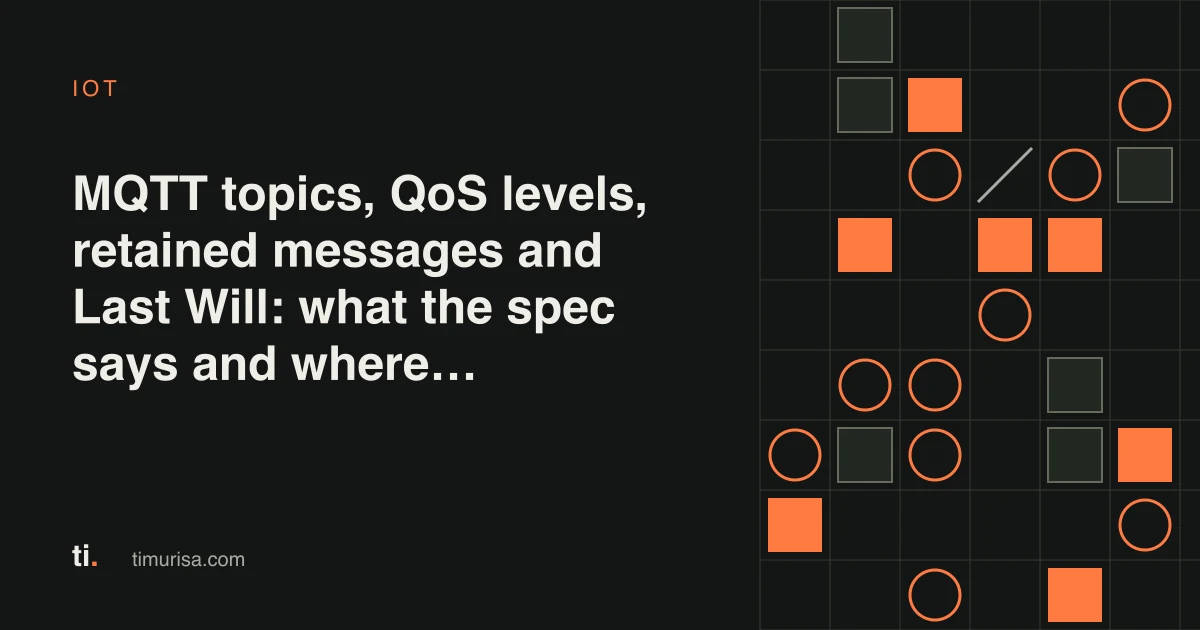 IOT
MQTT topics, QoS levels,
retained messages and
Last Will: what the spec
says and where…
ti.
timurisa.com